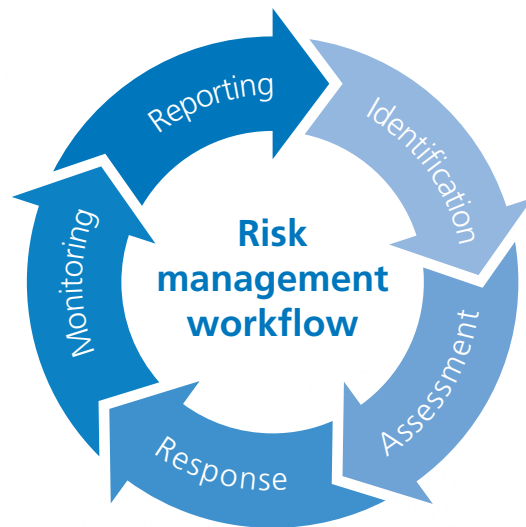 Risk
management
workflow
Identification
Assessment
Response
Monitoring
Reporting